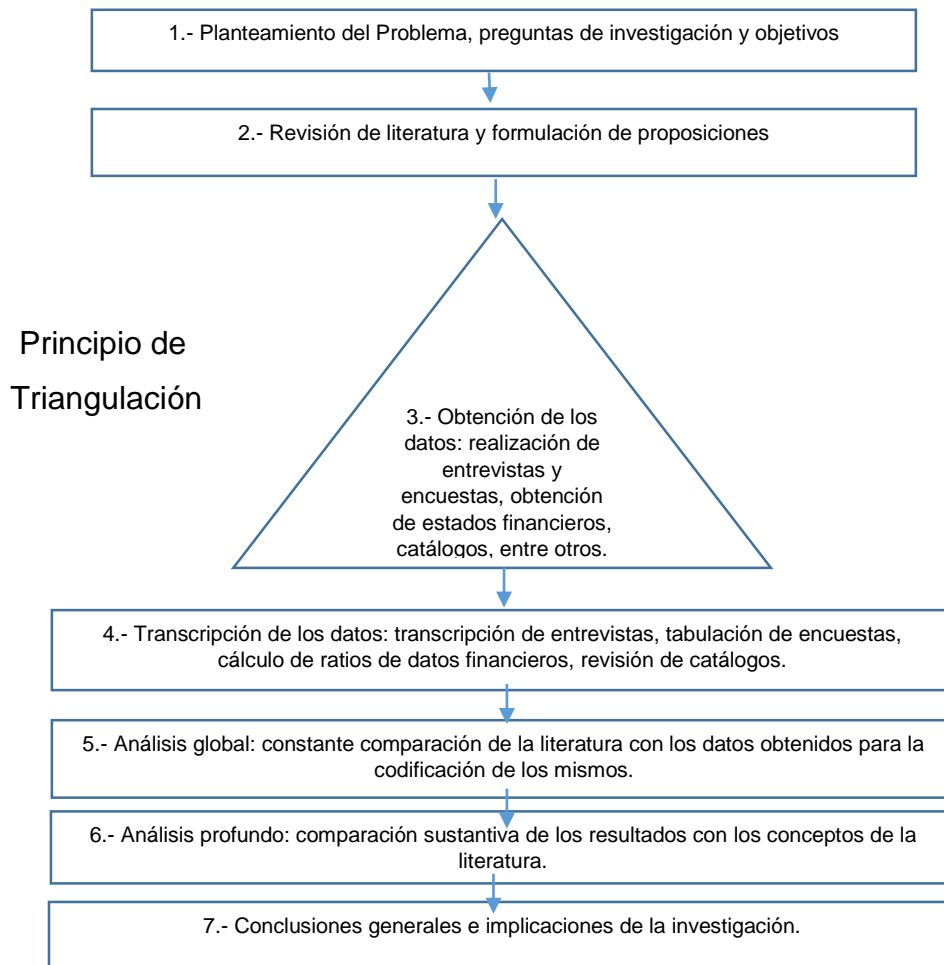 1.- Planteamiento del Problema, preguntas de investigación y objetivos
2.- Revisión de literatura y formulación de proposiciones
Principio de
Triangulación
3.- Obtención de los
datos: realización de
entrevistas y
encuestas, obtención
de estados financieros,
catálogos, entre otros.
4.- Transcripción de los datos: transcripción de entrevistas, tabulación de encuestas,
cálculo de ratios de datos financieros, revisión de catálogos.
5.- Análisis global: constante comparación de la literatura con los datos obtenidos para la
codificación de los mismos.
6.- Análisis profundo: comparación sustantiva de los resultados con los conceptos de la
literatura.
7.- Conclusiones generales e implicaciones de la investigación.